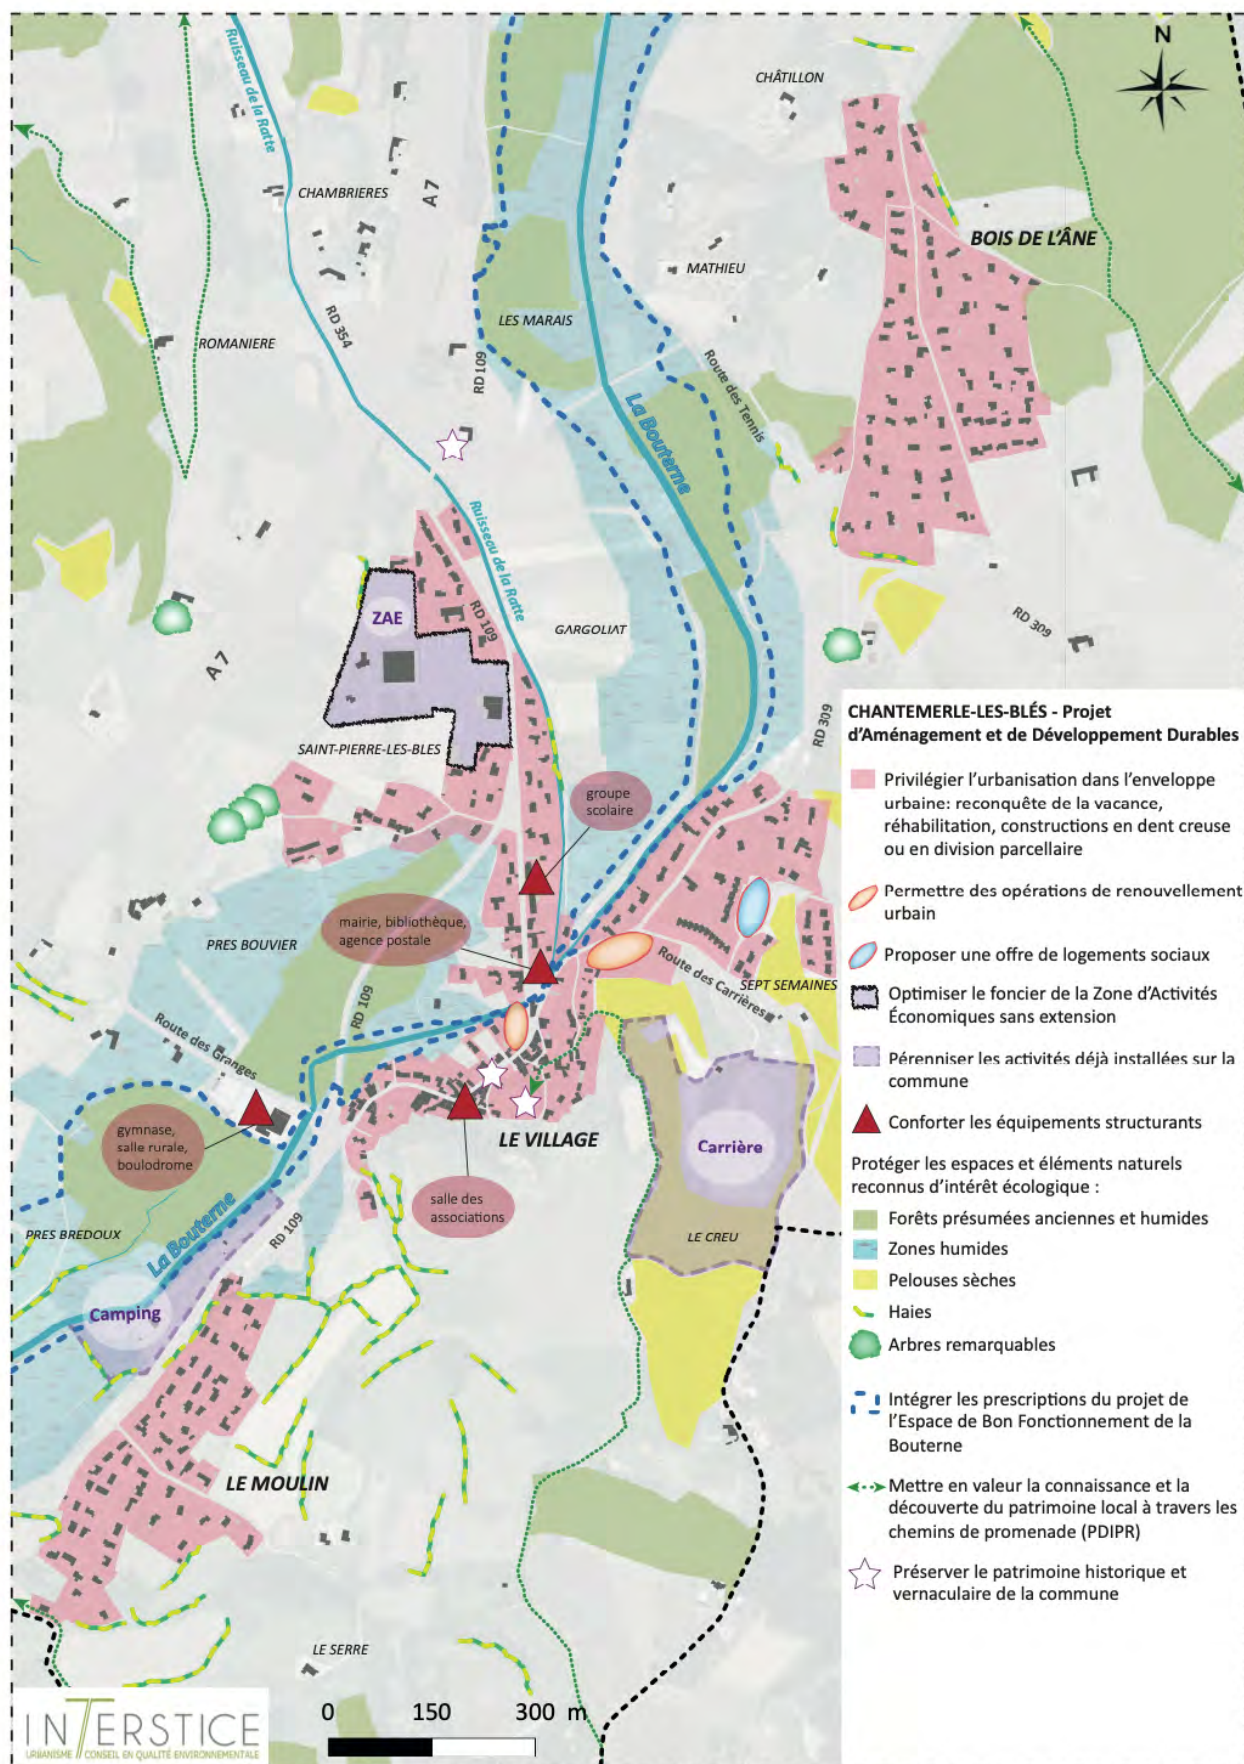 N
CHÂTILLON
Ruisseau de la Ratte
CHAMBRIERES
A 7
BOIS DE L'ÂNE
MATHIEU
LES MARAIS
RD 354
ROMANIERE
RD 109
Route des Tennis
La Bouterne
Ruisseau de la Ratte
ZAE
RD 109
GARGOLIAT
RD 309
A 7
SAINT-PIERRE-LES-BLES
RD 309
groupe
scolaire
mairie, bibliothèque,
agence postale
PRES BOUVIER
Route des Carrières
SEPT SEMAINES
RD 109
Route des Granges
gymnase,
salle rurale,
boulodrome
LE VILLAGE
Carrière
salle des
associations
PRES BREDOUX
La Bouterne
RD 109
LE CREU
Camping
LE MOULIN
LE SERRE
CHANTEMERLE-LES-BLÉS - Projet
d'Aménagement et de Développement Durables
Privilégier l'urbanisation dans l'enveloppe
urbaine: reconquête de la vacance,
réhabilitation, constructions en dent creuse
ou en division parcellaire
Permettre des opérations de renouvellement
urbain
Proposer une offre de logements sociaux
Optimiser le foncier de la Zone d'Activités
Économiques sans extension
Pérenniser les activités déjà installées sur la
commune
Conforter les équipements structurants
Protéger les espaces et éléments naturels
reconnus d'intérêt écologique :
Forêts présumées anciennes et humides
Zones humides
Pelouses sèches
Haies
Arbres remarquables
Intégrer les prescriptions du projet de
l'Espace de Bon Fonctionnement de la
Bouterne
Mettre en valeur la connaissance et la
découverte du patrimoine local à travers les
chemins de promenade (PDIPR)
Préserver le patrimoine historique et
vernaculaire de la commune
INTERSTICE
URBANISME CONSEIL EN QUALITÉ ENVIRONNEMENTALE
0 150 300 m